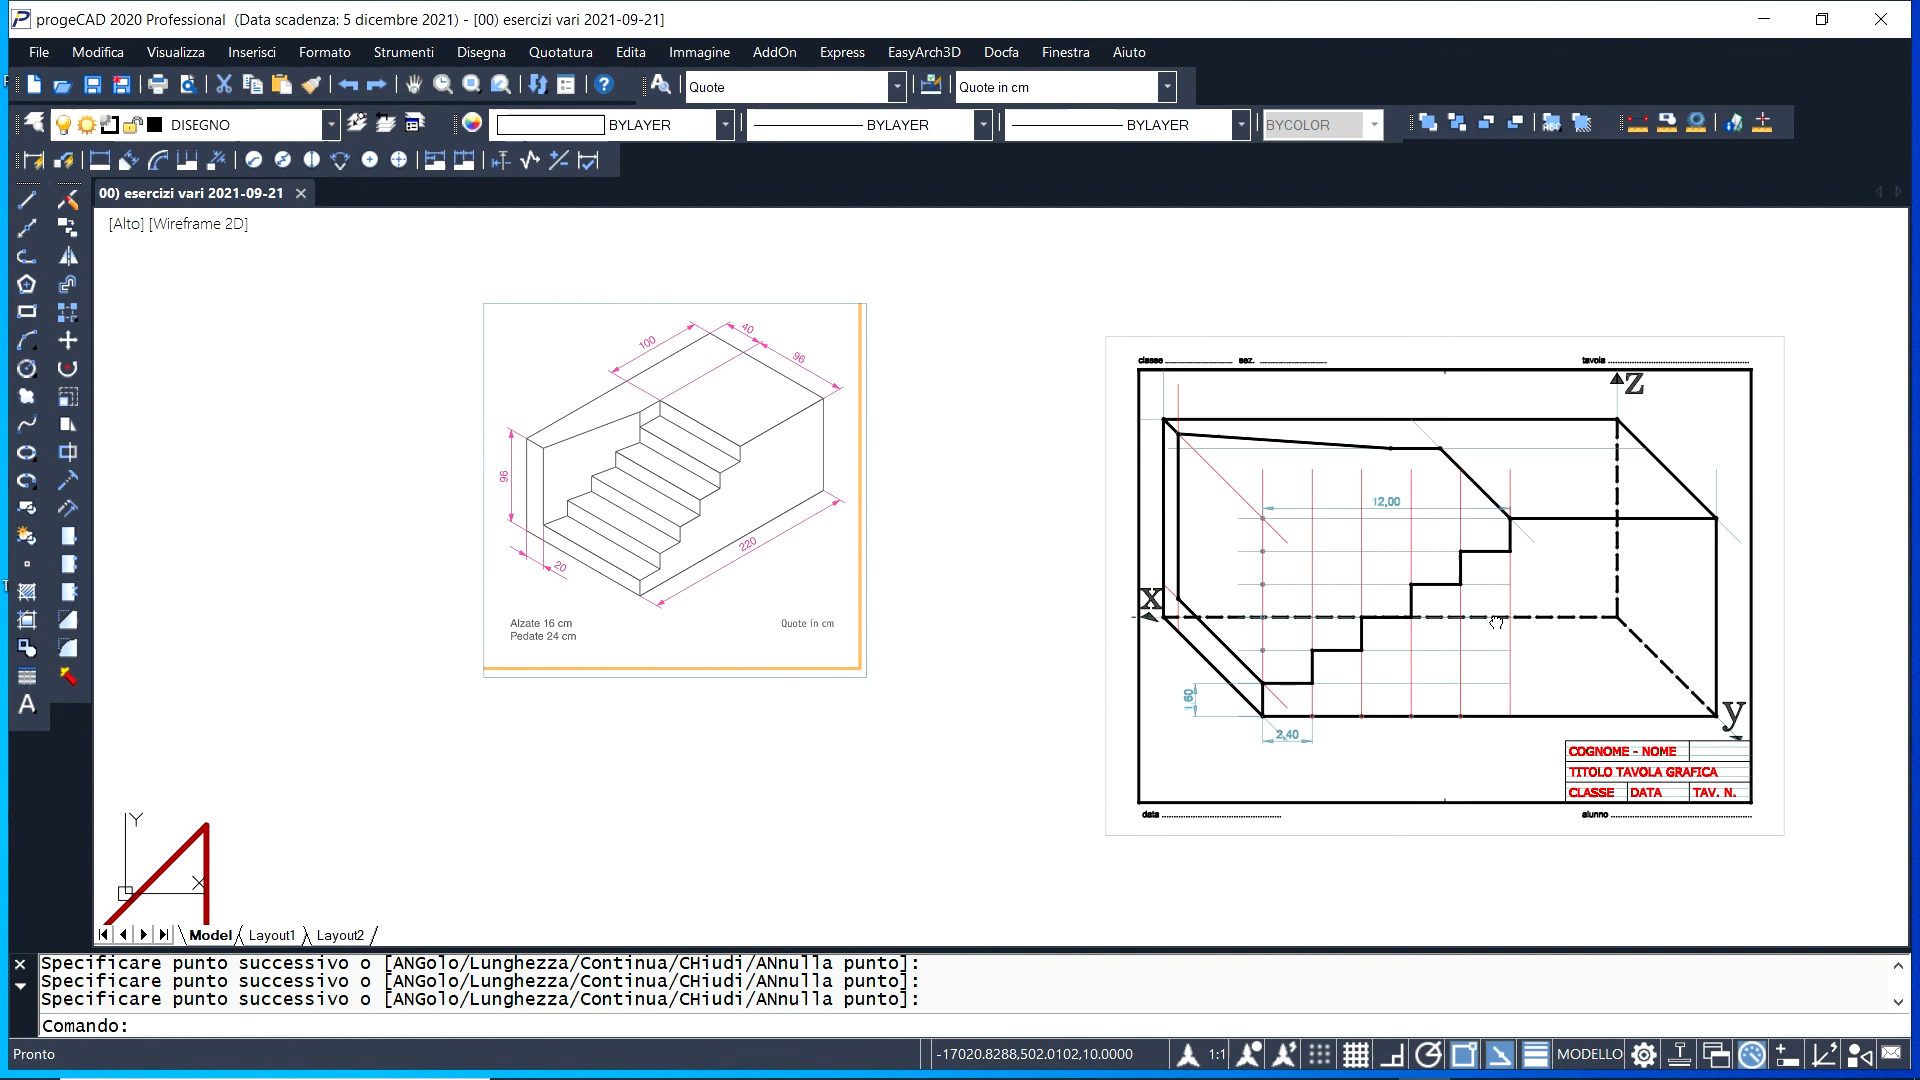 progeCAD 2020 Professional (Data scadenza: 5 dicembre 2021) - [00) esercizi vari 2021-09-21]
File Modifica Visualizza Inserisci Formato Strumenti Disegna Quotatura Edita Immagine AddOn Express EasyArch3D Docfa Finestra Aiuto
Quote Quote in cm
DISEGNO BYLAYER BYLAYER BYLAYER BYCOLOR
00) esercizi vari 2021-09-21
[Alto] [Wireframe 2D]
100 40 96
96
220
20
Alzate 16 cm
Pedate 24 cm
Quote in cm
classe sez. tavola
Z
12,00
X
1,60
2,40
y
COGNOME - NOME
TITOLO TAVOLA GRAFICA
CLASSE DATA TAV. N.
data alunno
Y
X
Model Layout1 Layout2
Specificare punto successivo o [ANGolo/Lunghezza/Continua/CHiudi/ANnulla punto]:
Specificare punto successivo o [ANGolo/Lunghezza/Continua/CHiudi/ANnulla punto]:
Specificare punto successivo o [ANGolo/Lunghezza/Continua/CHiudi/ANnulla punto]:
Comando:
Pronto -17020.8288,502.0102,10.0000 1:1 MODELLO